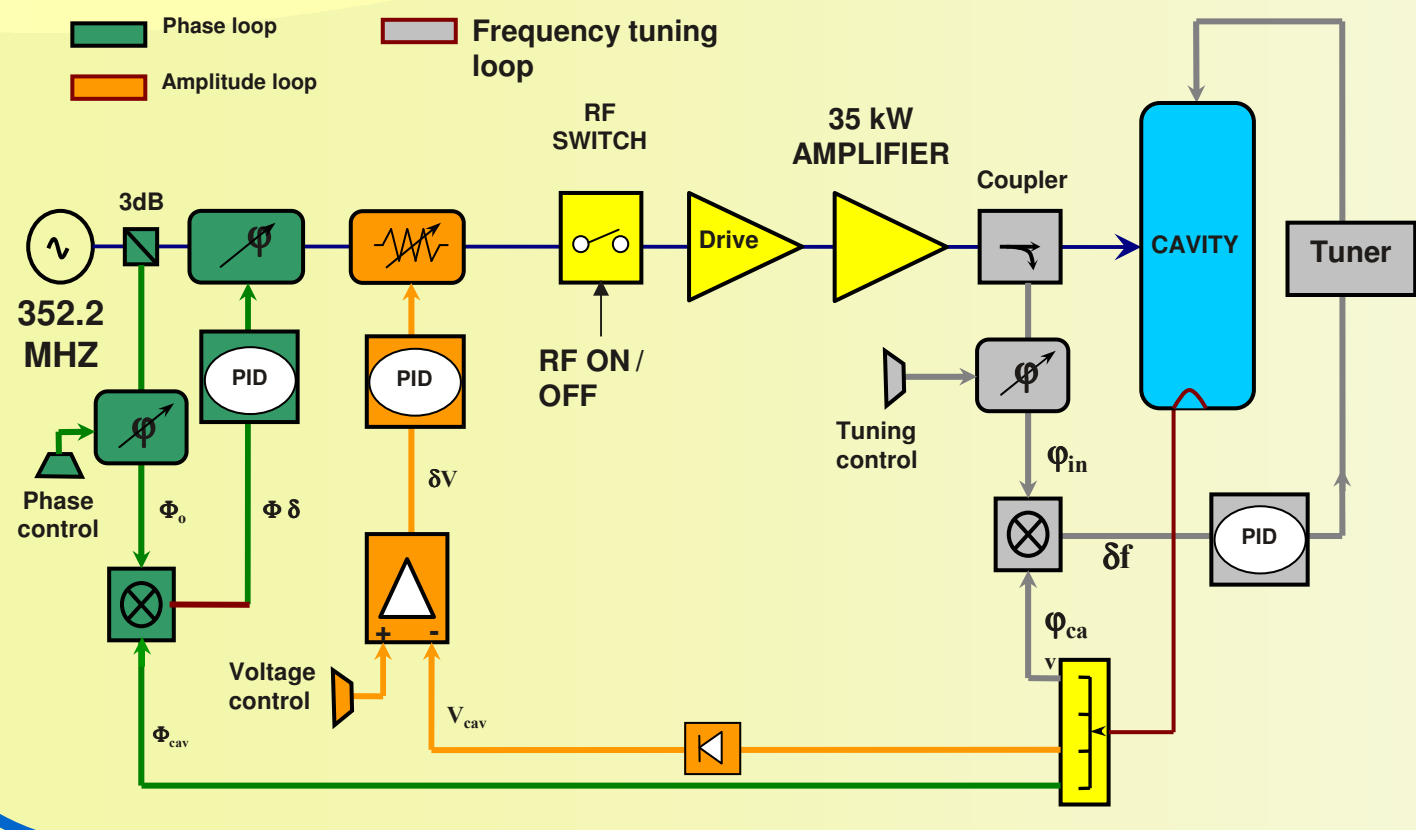 Phase loop
Frequency tuning
loop
Amplitude loop
RF
SWITCH
35 kW
AMPLIFIER
Coupler
3dB
φ
Drive
CAVITY
Tuner
352.2
MHZ
PID
PID
RF ON /
OFF
φ
φ
Tuning
control
φin
Phase
control
Φo
Φ δ
δV
δf
PID
+ -
φca
v
Voltage
control
Vcav
Φcav